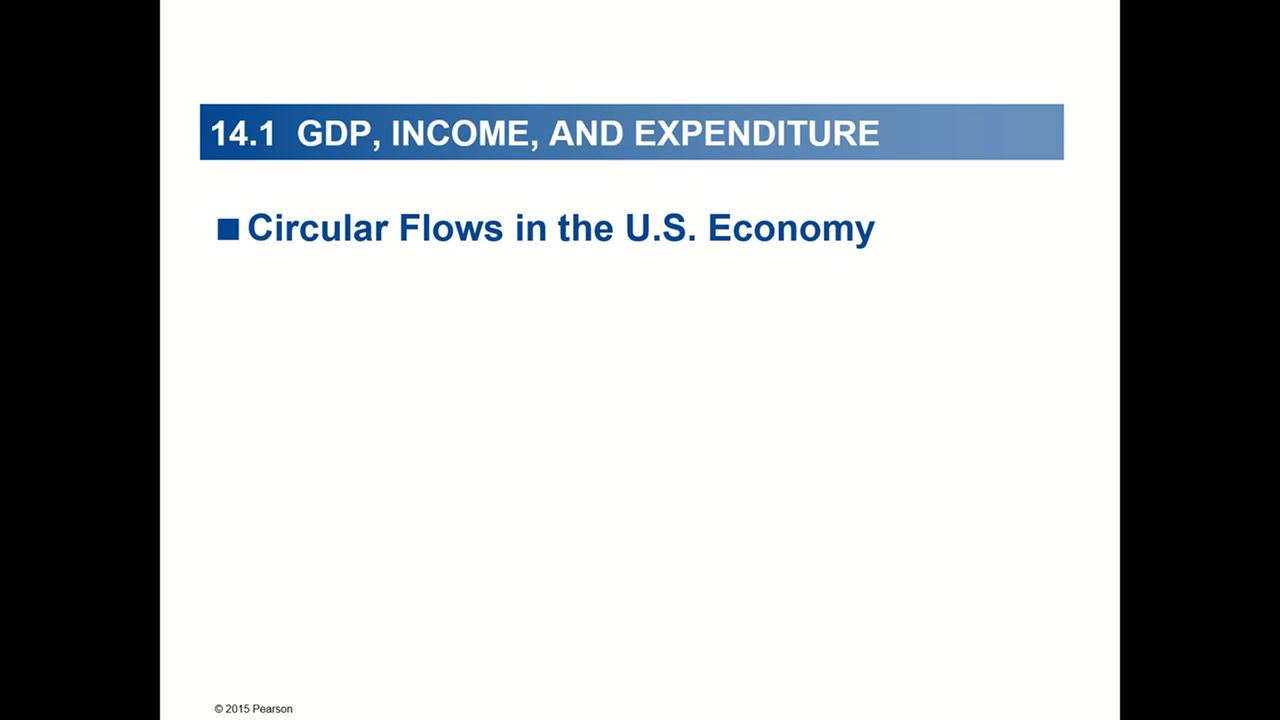 14.1 GDP, INCOME, AND EXPENDITURE
Circular Flows in the U.S. Economy
© 2015 Pearson